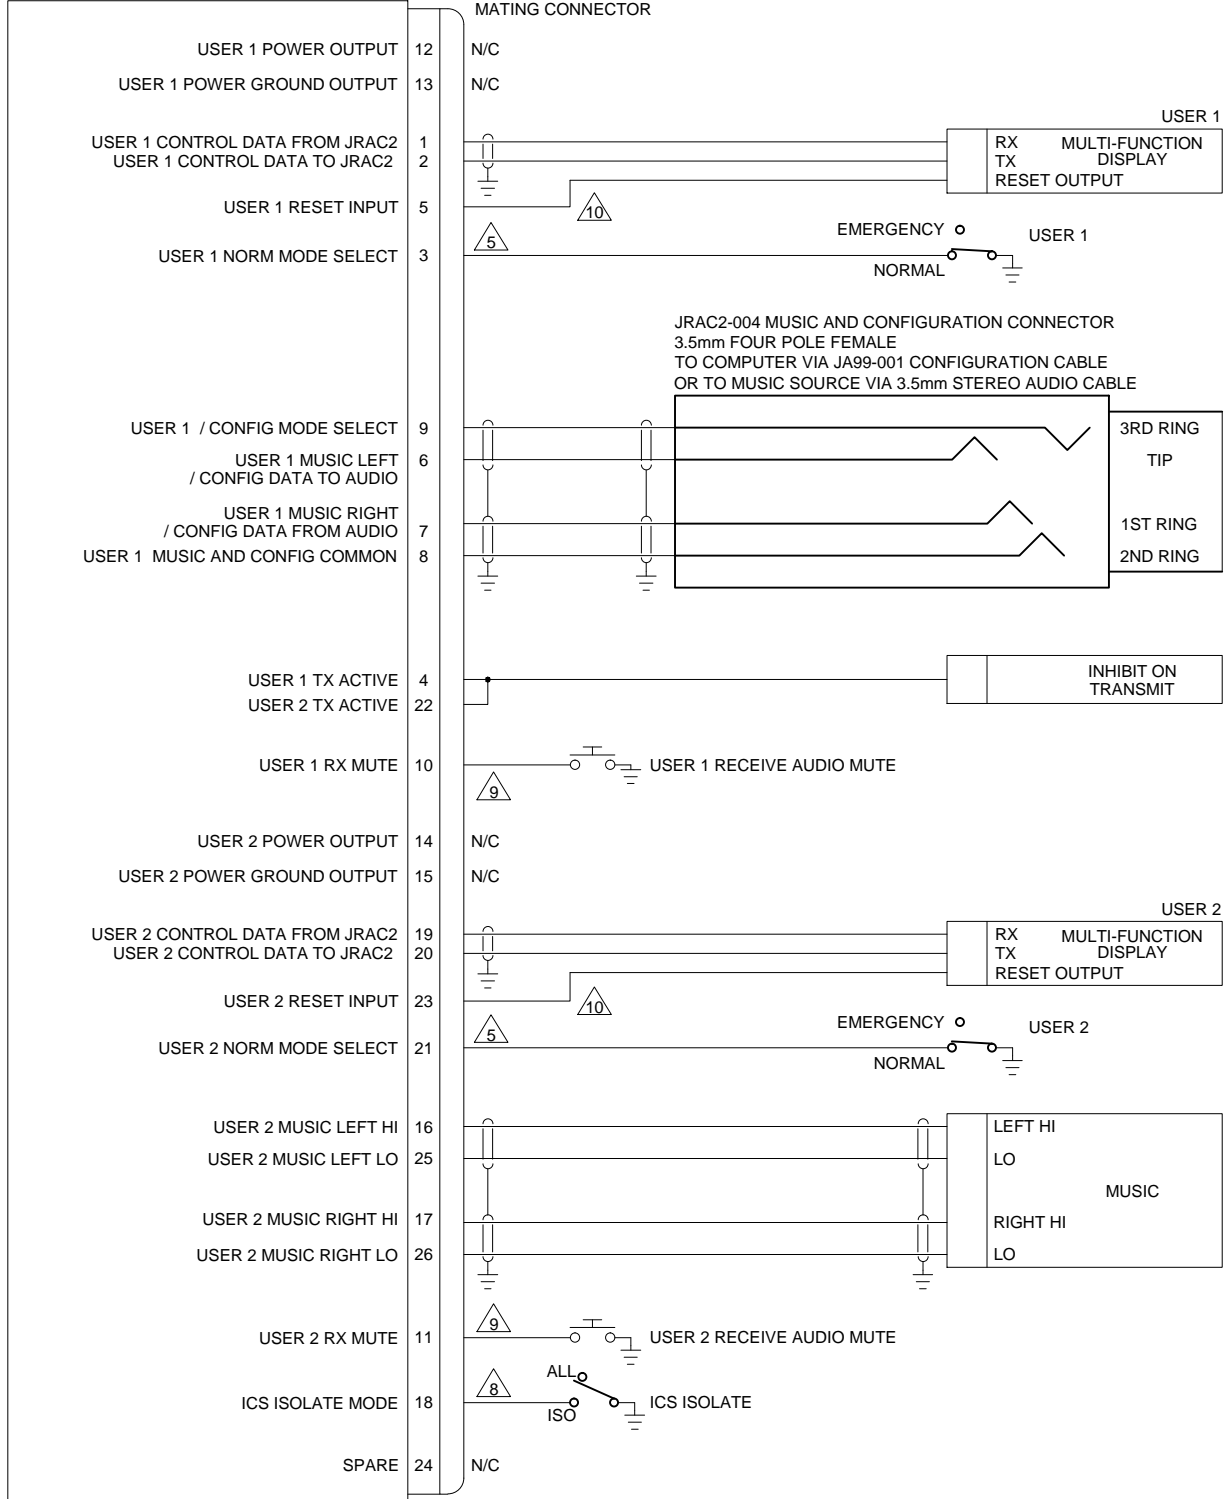 MATING CONNECTOR
USER 1 POWER OUTPUT 12 N/C
USER 1 POWER GROUND OUTPUT 13 N/C
USER 1
USER 1 CONTROL DATA FROM JRAC2 1 RX MULTI-FUNCTION
USER 1 CONTROL DATA TO JRAC2 2 TX DISPLAY
RESET OUTPUT
USER 1 RESET INPUT 5 10
EMERGENCY USER 1
5
USER 1 NORM MODE SELECT 3
NORMAL
JRAC2-004 MUSIC AND CONFIGURATION CONNECTOR
3.5mm FOUR POLE FEMALE
TO COMPUTER VIA JA99-001 CONFIGURATION CABLE
OR TO MUSIC SOURCE VIA 3.5mm STEREO AUDIO CABLE
USER 1 / CONFIG MODE SELECT 9 3RD RING
USER 1 MUSIC LEFT 6 TIP
/ CONFIG DATA TO AUDIO
USER 1 MUSIC RIGHT
/ CONFIG DATA FROM AUDIO 7 1ST RING
USER 1 MUSIC AND CONFIG COMMON 8 2ND RING
INHIBIT ON
USER 1 TX ACTIVE 4
TRANSMIT
USER 2 TX ACTIVE 22
USER 1 RX MUTE 10 USER 1 RECEIVE AUDIO MUTE
9
USER 2 POWER OUTPUT 14 N/C
USER 2 POWER GROUND OUTPUT 15 N/C
USER 2
USER 2 CONTROL DATA FROM JRAC2 19 RX MULTI-FUNCTION
USER 2 CONTROL DATA TO JRAC2 20 TX DISPLAY
RESET OUTPUT
USER 2 RESET INPUT 23 10
EMERGENCY USER 2
5
USER 2 NORM MODE SELECT 21
NORMAL
USER 2 MUSIC LEFT HI 16 LEFT HI
USER 2 MUSIC LEFT LO 25 LO
MUSIC
USER 2 MUSIC RIGHT HI 17 RIGHT HI
USER 2 MUSIC RIGHT LO 26 LO
9
USER 2 RX MUTE 11 USER 2 RECEIVE AUDIO MUTE
ALL
8
ICS ISOLATE MODE 18 ICS ISOLATE
ISO
SPARE 24 N/C